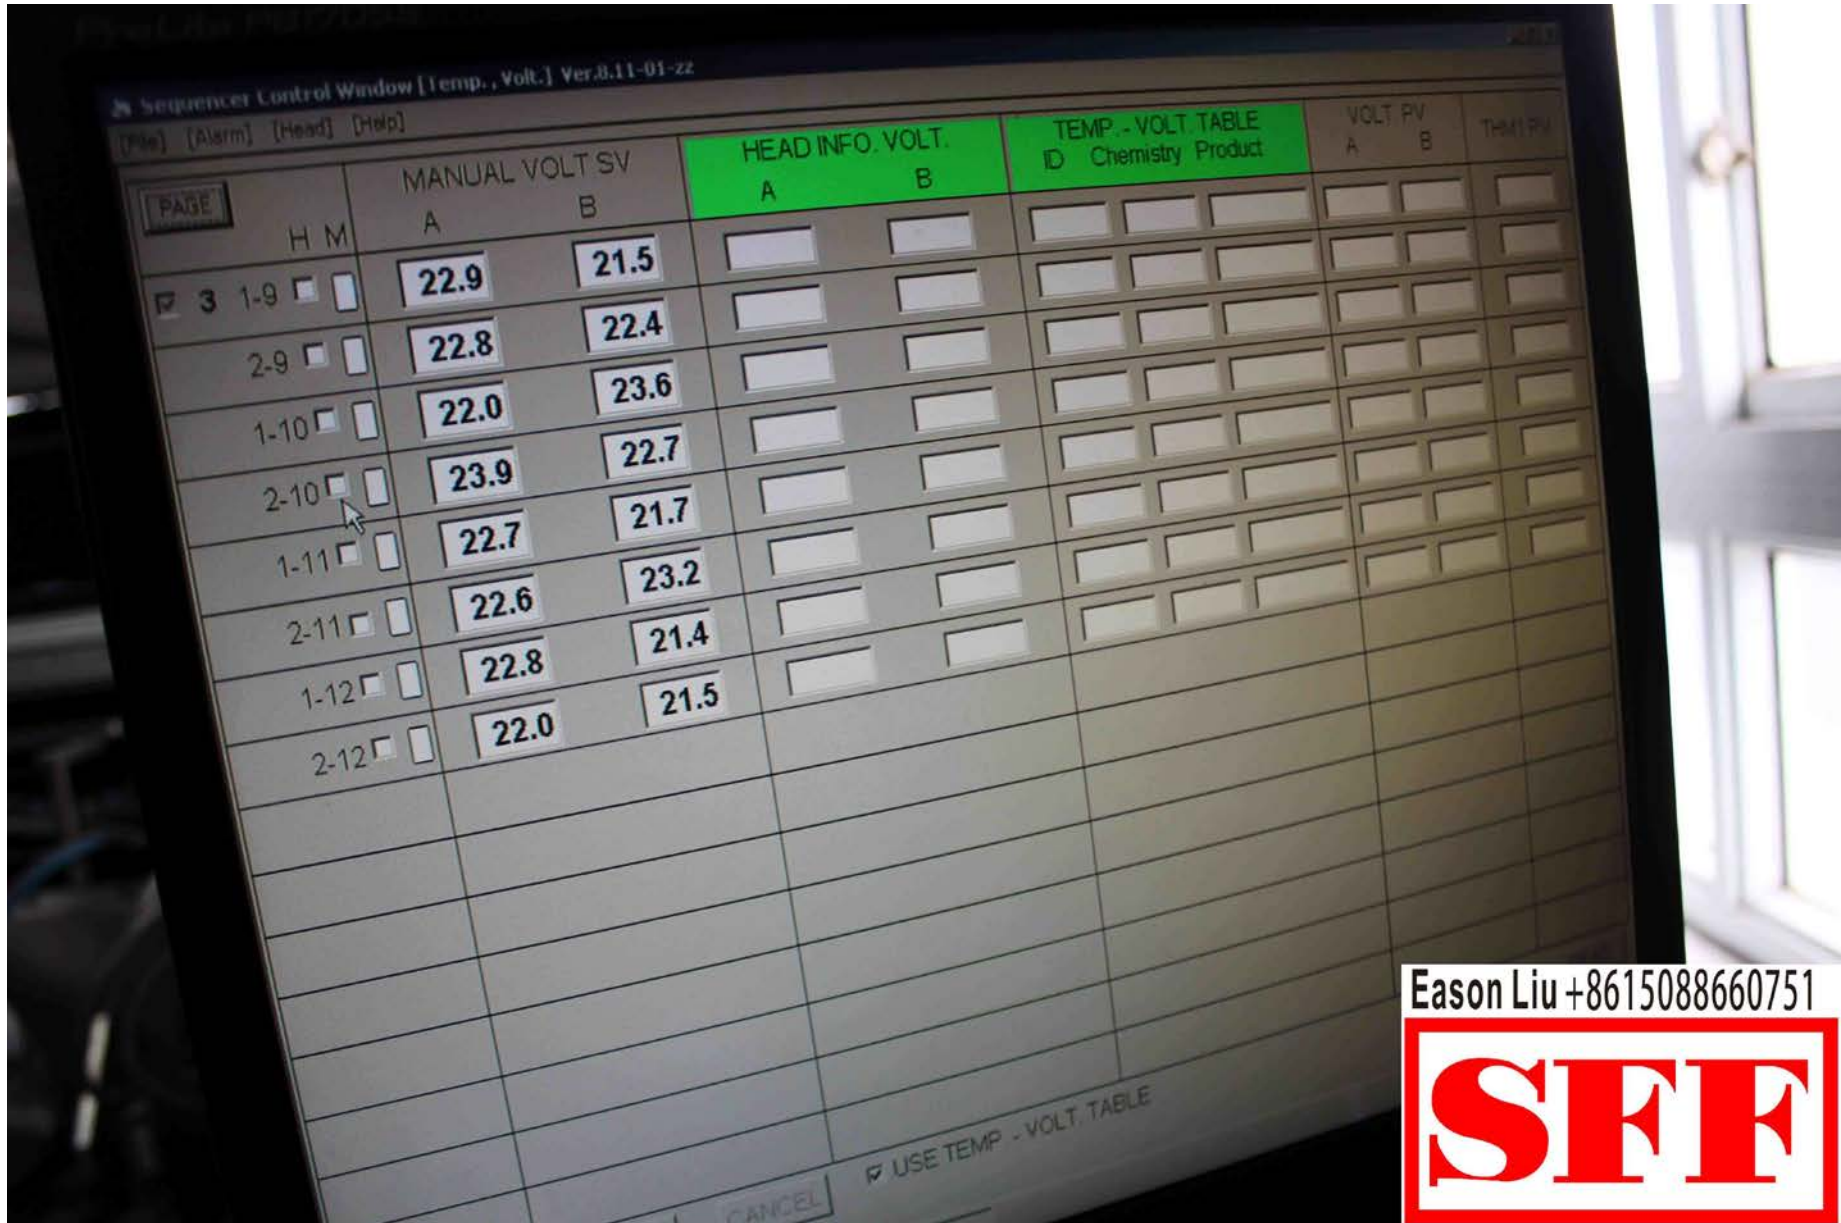 Sequencer Control Window [Temp. , Volt.] Ver.8.11-01-zz
[File] [Alarm] [Head] [Help]
PAGE
H M
MANUAL VOLT SV
A B
HEAD INFO. VOLT.
A B
TEMP. - VOLT. TABLE
ID Chemistry Product
VOLT PV
A B
THM1 PV
3 1-9 22.9 21.5
2-9 22.8 22.4
1-10 22.0 23.6
2-10 23.9 22.7
1-11 22.7 21.7
2-11 22.6 23.2
1-12 22.8 21.4
2-12 22.0 21.5
CANCEL
USE TEMP - VOLT. TABLE
Eason Liu +8615088660751
SFF